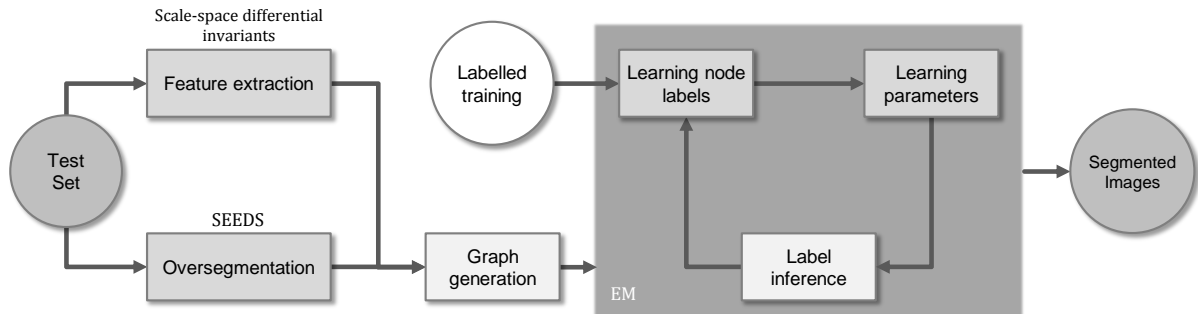 Scale-space differential
invariants
Feature extraction
Test
Set
SEEDS
Oversegmentation
Graph
generation
Labelled
training
Learning node
labels
Learning
parameters
Label
inference
EM
Segmented
Images